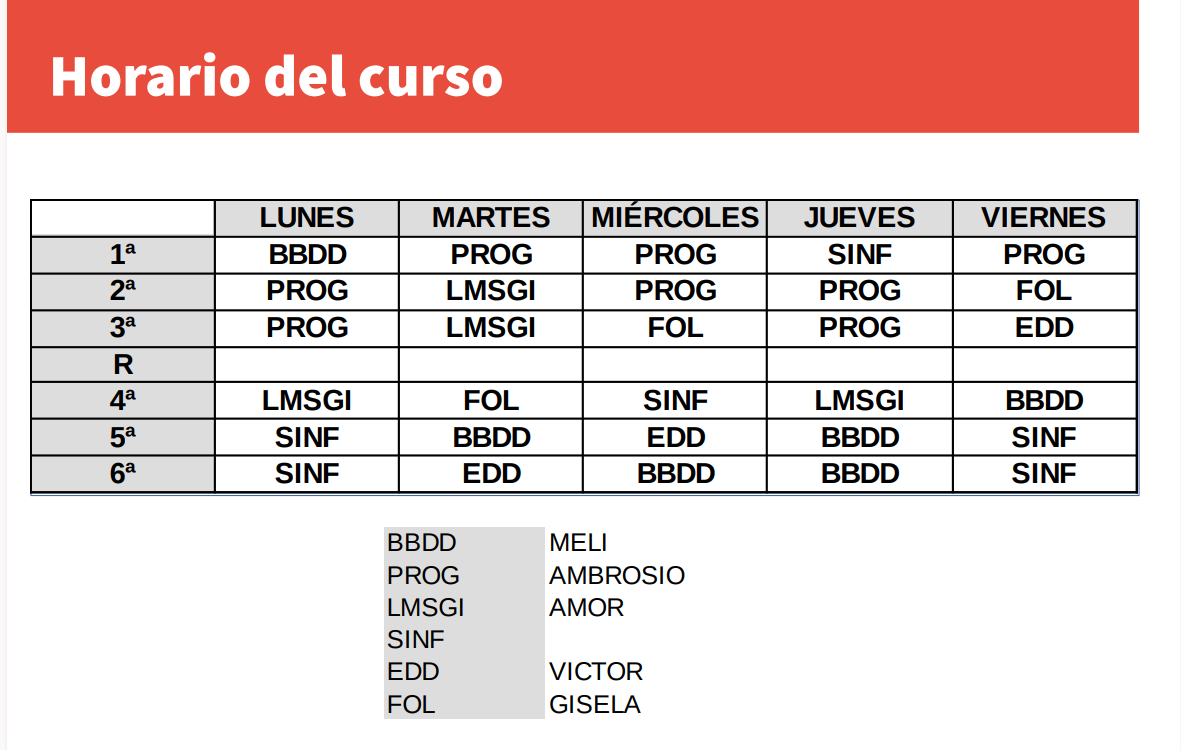 Horario del curso
LUNES MARTES MIÉRCOLES JUEVES VIERNES
1ª BBDD PROG PROG SINF PROG
2ª PROG LMSGI PROG PROG FOL
3ª PROG LMSGI FOL PROG EDD
R
4ª LMSGI FOL SINF LMSGI BBDD
5ª SINF BBDD EDD BBDD SINF
6ª SINF EDD BBDD BBDD SINF
BBDD MELI
PROG AMBROSIO
LMSGI AMOR
SINF
EDD VICTOR
FOL GISELA